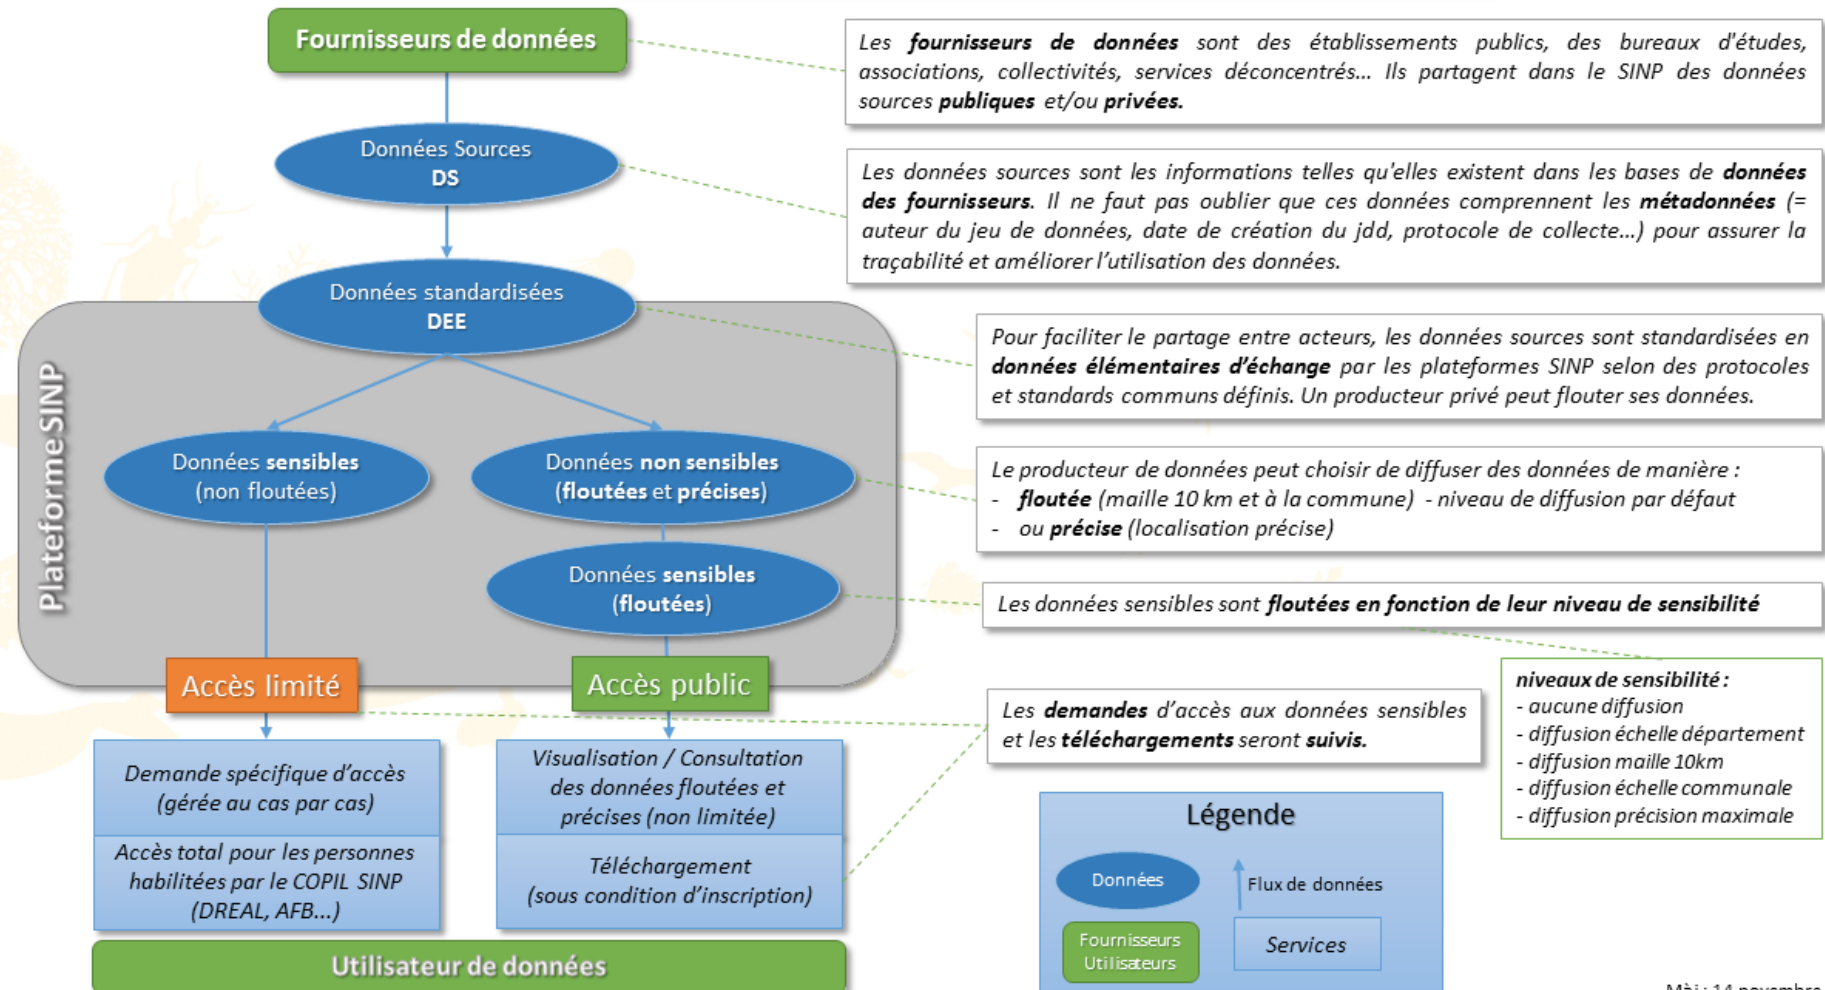 Fournisseurs de données
Les fournisseurs de données sont des établissements publics, des bureaux d'études,
associations, collectivités, services déconcentrés... Ils partagent dans le SINP des données
sources publiques et/ou privées.
Données Sources
DS
Les données sources sont les informations telles qu'elles existent dans les bases de données
des fournisseurs. Il ne faut pas oublier que ces données comprennent les métadonnées (=
auteur du jeu de données, date de création du jdd, protocole de collecte...) pour assurer la
traçabilité et améliorer l'utilisation des données.
Données standardisées
DEE
Pour faciliter le partage entre acteurs, les données sources sont standardisées en
données élémentaires d'échange par les plateformes SINP selon des protocoles
et standards communs définis. Un producteur privé peut flouter ses données.
Plateforme SINP
Données sensibles
(non floutées)
Données non sensibles
(floutées et précises)
Le producteur de données peut choisir de diffuser des données de manière :
- floutée (maille 10 km et à la commune) - niveau de diffusion par défaut
- ou précise (localisation précise)
Données sensibles
(floutées)
Les données sensibles sont floutées en fonction de leur niveau de sensibilité
niveaux de sensibilité :
- aucune diffusion
- diffusion échelle département
- diffusion maille 10km
- diffusion échelle communale
- diffusion précision maximale
Accès limité
Accès public
Les demandes d'accès aux données sensibles
et les téléchargements seront suivis.
Demande spécifique d'accès
(gérée au cas par cas)
Accès total pour les personnes
habilitées par le COPIL SINP
(DREAL, AFB...)
Visualisation / Consultation
des données floutées et
précises (non limitée)
Téléchargement
(sous condition d'inscription)
Utilisateur de données
Légende
Données
Flux de données
Fournisseurs
Utilisateurs
Services
Màj : 14 novembre